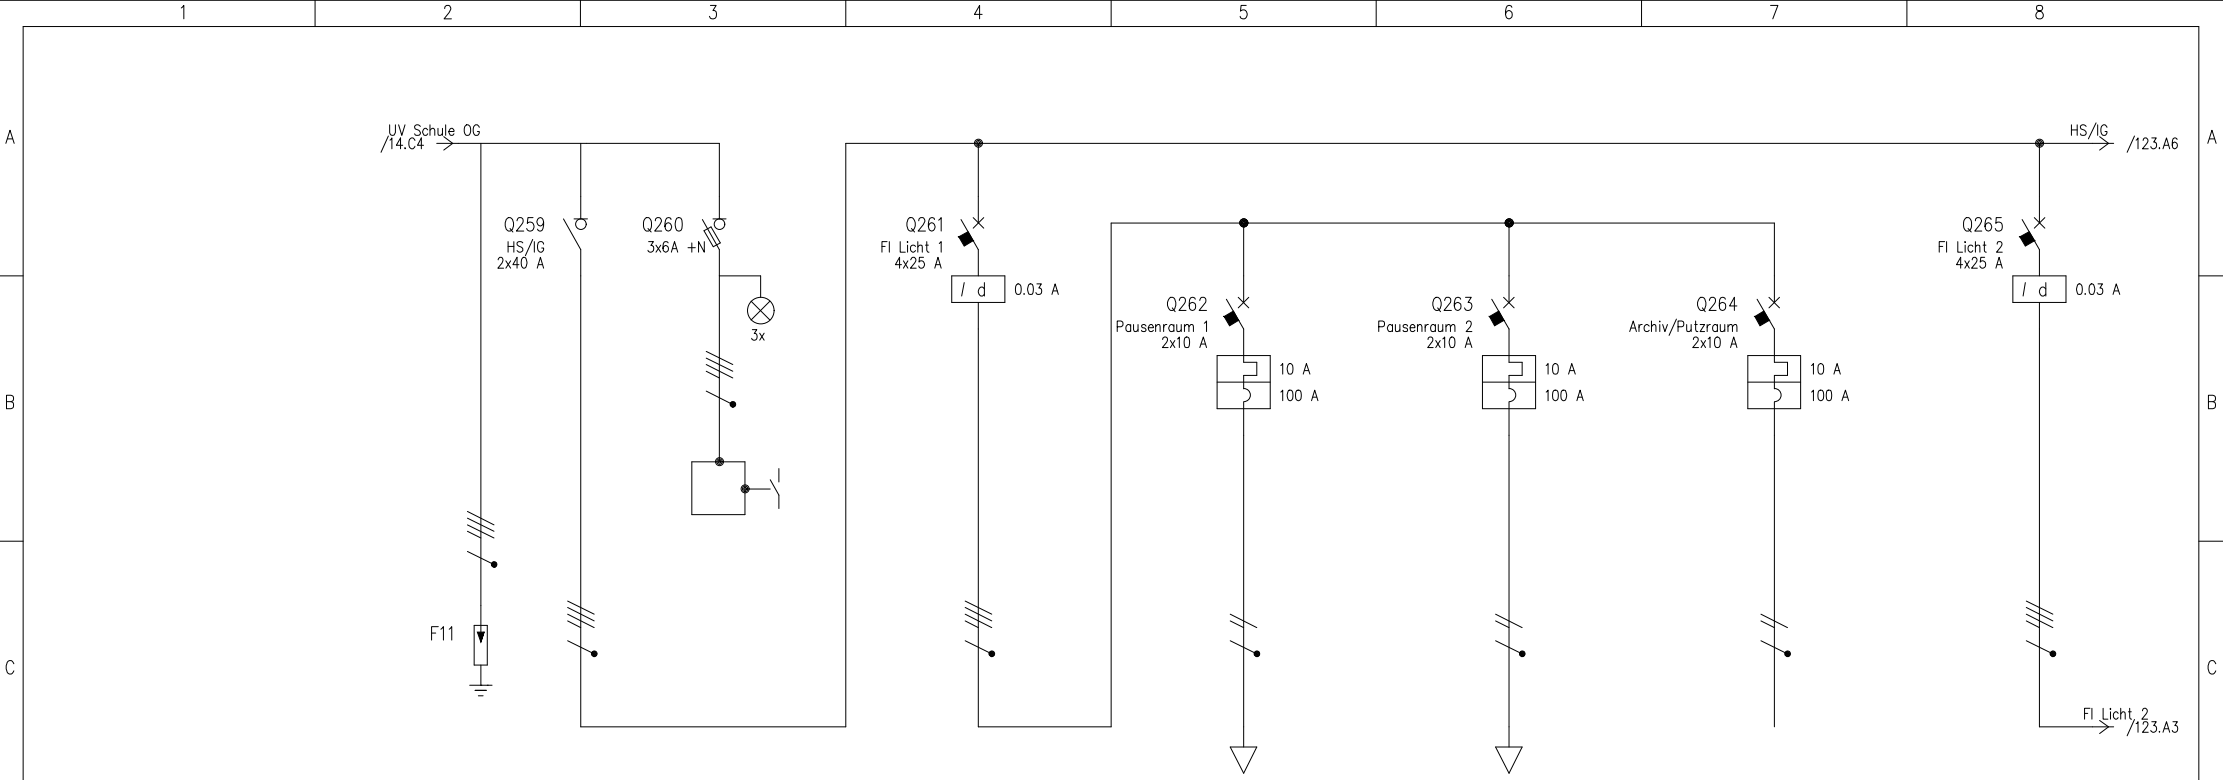 1 2 3 4 5 6 7 8
A A
UV Schule OG
/14.C4
HS/IG
/123.A6
Q259
HS/IG
2x40 A
Q260
3x6A +N
3x
Q261
FI Licht 1
4x25 A
I d 0.03 A
Q262
Pausenraum 1
2x10 A
10 A
100 A
Q263
Pausenraum 2
2x10 A
10 A
100 A
Q264
Archiv/Putzraum
2x10 A
10 A
100 A
Q265
FI Licht 2
4x25 A
I d 0.03 A
B B
F11
C C
FI Licht 2
/123.A3